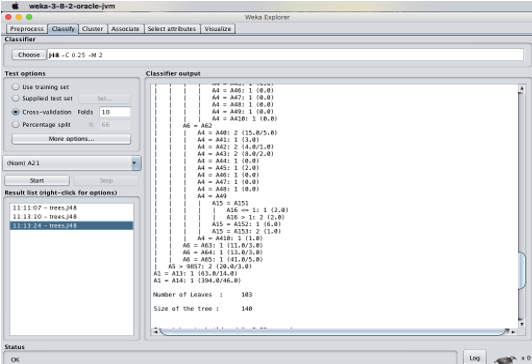 weka-3-8-2-oracle-jvm
Weka Explorer
Preprocess Classify Cluster Associate Select attributes Visualize
Classifier
Choose J48 -C 0.25 -M 2
Test options
Use training set
Supplied test set Set...
Cross-validation Folds 10
Percentage split % 66
More options...
(Nom) A21
Start Stop
Result list (right-click for options)
11:11:07 - trees.J48
11:13:10 - trees.J48
11:13:24 - trees.J48
Classifier output
| | | A4 = A46: 1 (0.0)
| | | A4 = A47: 1 (0.0)
| | | A4 = A48: 1 (0.0)
| | | A4 = A49: 1 (0.0)
| | | A4 = A410: 1 (0.0)
| | A6 = A62
| | | A4 = A40: 2 (15.0/5.0)
| | | A4 = A41: 1 (3.0)
| | | A4 = A42: 2 (4.0/1.0)
| | | A4 = A43: 2 (8.0/2.0)
| | | A4 = A44: 1 (0.0)
| | | A4 = A45: 1 (2.0)
| | | A4 = A46: 1 (0.0)
| | | A4 = A47: 1 (0.0)
| | | A4 = A48: 1 (0.0)
| | | A4 = A49
| | | | A15 = A151
| | | | | A16 <= 1: 1 (2.0)
| | | | | A16 > 1: 2 (2.0)
| | | | A15 = A152: 1 (6.0)
| | | | A15 = A153: 2 (1.0)
| | | A4 = A410: 1 (1.0)
| | A6 = A63: 1 (11.0/3.0)
| | A6 = A64: 1 (13.0/3.0)
| | A6 = A65: 1 (41.0/5.0)
| A5 > 9857: 2 (20.0/3.0)
A1 = A13: 1 (63.0/14.0)
A1 = A14: 1 (394.0/46.0)
Number of Leaves : 103
Size of the tree : 140
Status
OK
Log x 0